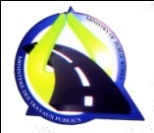 MINISTERE DES TRAVAUX PUBLICS
MINISTRY OF PUBLIC WORKS